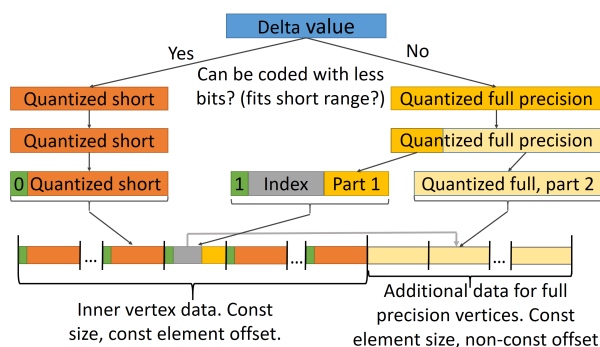 Delta value
Yes
No
Can be coded with less
bits? (fits short range?)
Quantized short
Quantized full precision
Quantized short
Quantized full precision
0
Quantized short
1
Index
Part 1
Quantized full, part 2
...
...
...
Inner vertex data. Const
size, const element offset.
Additional data for full
precision vertices. Const
element size, non-const offset